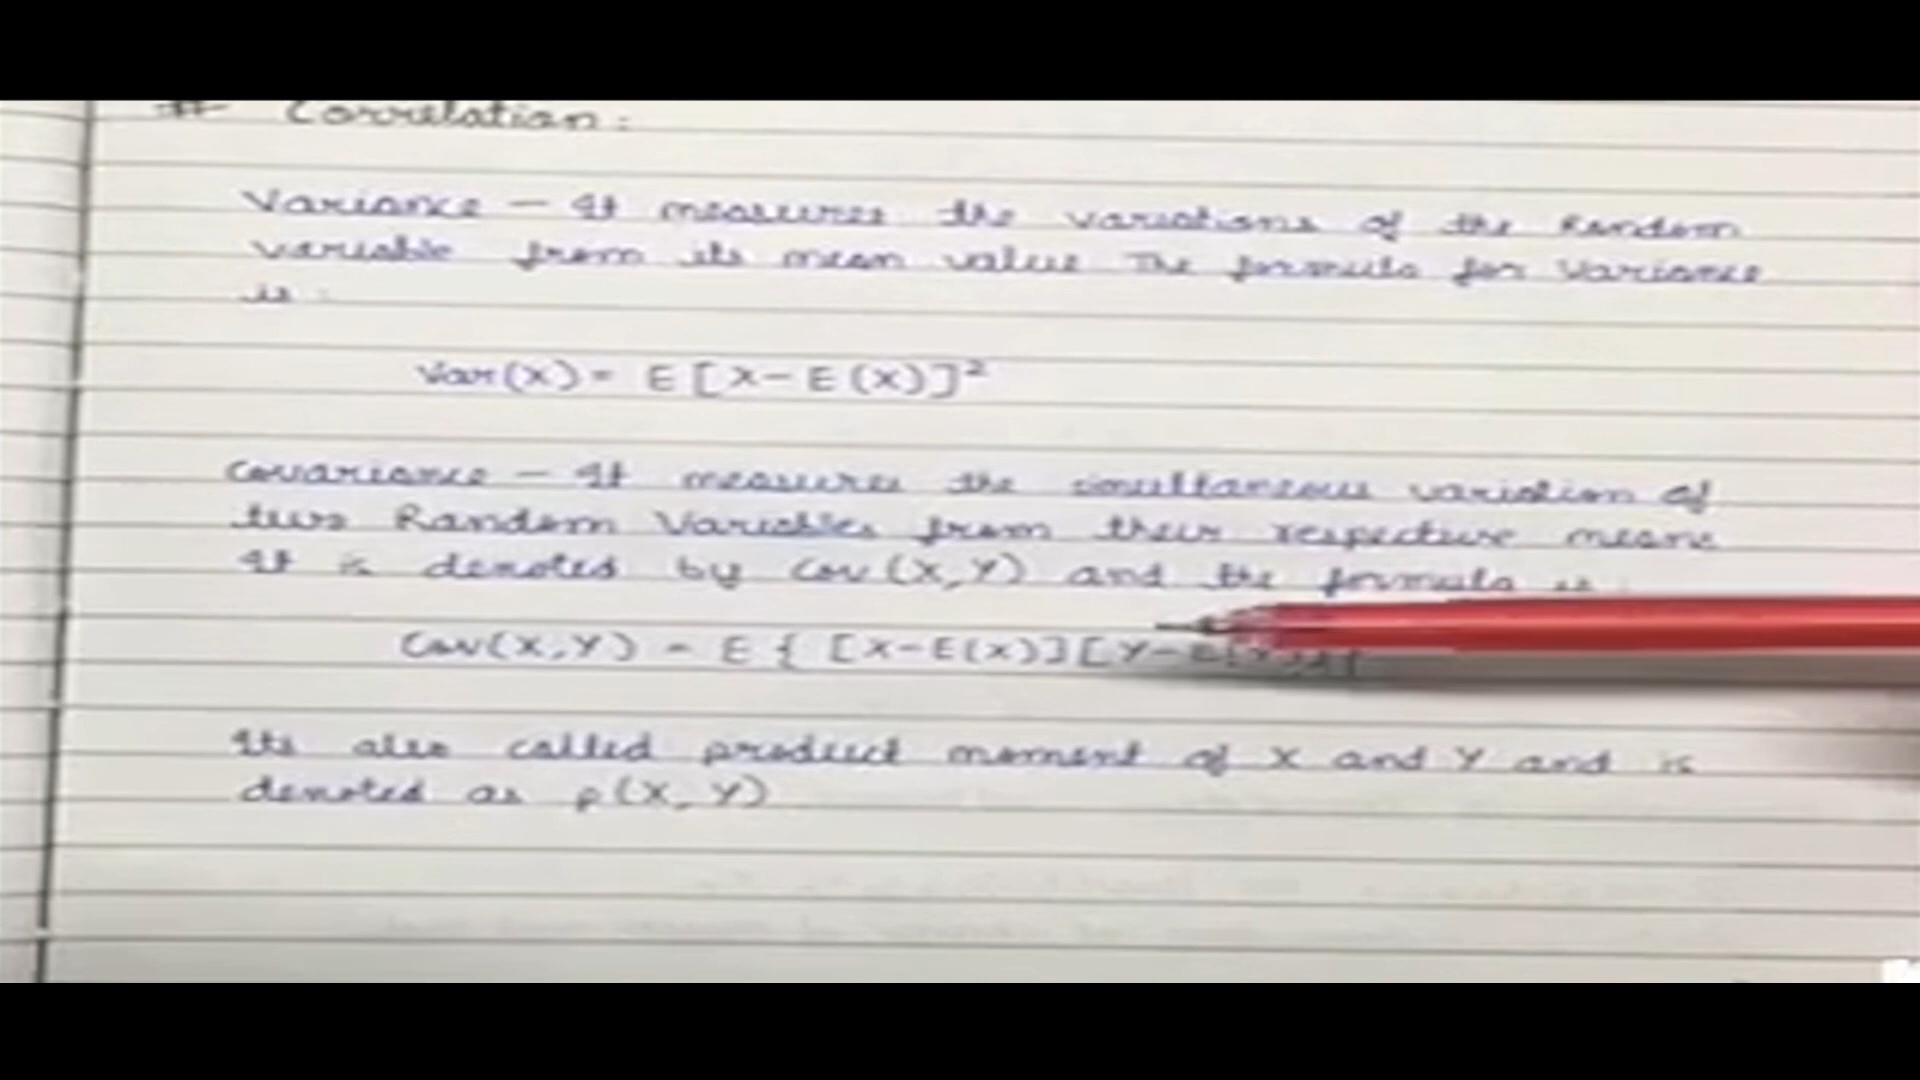 # Correlation:
Variance - It measures the variations of the Random
variable from its mean value The formula for Variance
is:
Var(X) = E[X-E(X)]²
Covariance - It measures the simultaneous variation of
two Random Variables from their respective means
It is denoted by Cov(X,Y) and the formula is:
Cov(X,Y) = E{[X-E(X)][Y-E(Y)]}
Its also called product moment of X and Y and is
denoted as p(X,Y)